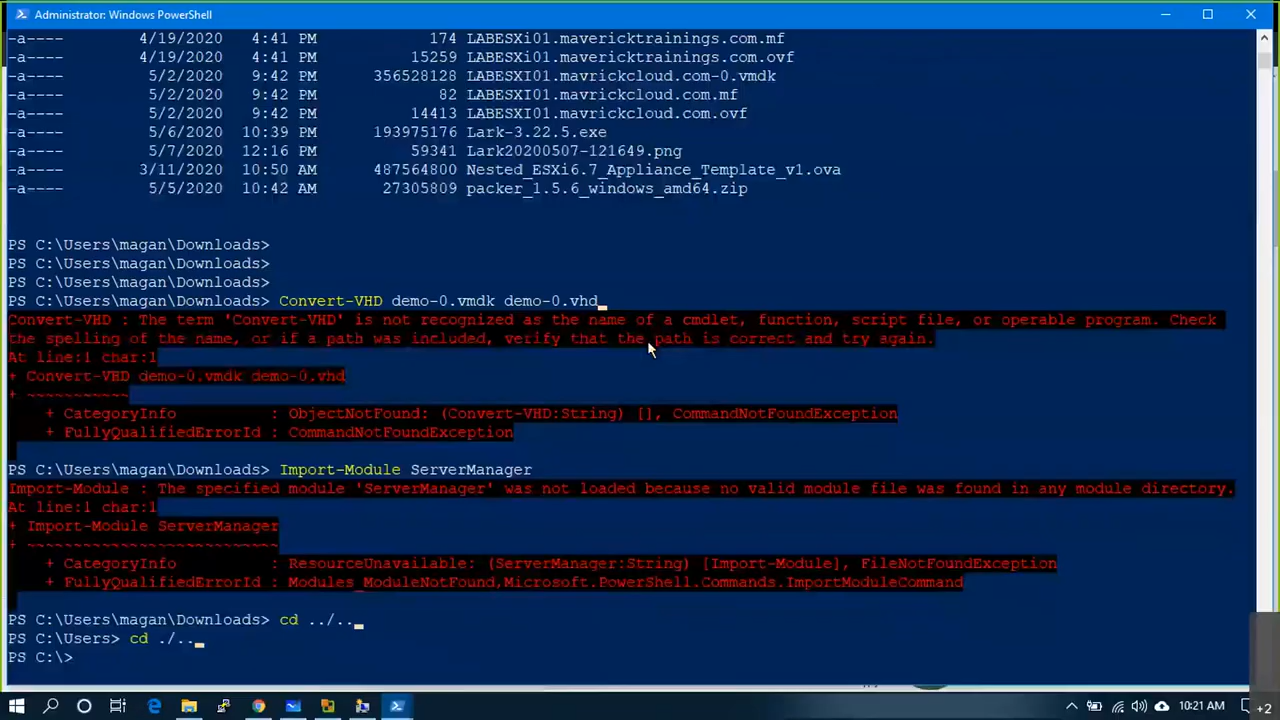 Administrator: Windows PowerShell
-a---- 4/19/2020 4:41 PM 174 LABESXi01.mavericktrainings.com.mf
-a---- 4/19/2020 4:41 PM 15259 LABESXi01.mavericktrainings.com.ovf
-a---- 5/2/2020 9:42 PM 356528128 LABESXI01.mavrickcloud.com-0.vmdk
-a---- 5/2/2020 9:42 PM 82 LABESXI01.mavrickcloud.com.mf
-a---- 5/2/2020 9:42 PM 14413 LABESXI01.mavrickcloud.com.ovf
-a---- 5/6/2020 10:39 PM 193975176 Lark-3.22.5.exe
-a---- 5/7/2020 12:16 PM 59341 Lark20200507-121649.png
-a---- 3/11/2020 10:50 AM 487564800 Nested_ESXi6.7_Appliance_Template_v1.ova
-a---- 5/5/2020 10:42 AM 27305809 packer_1.5.6_windows_amd64.zip
PS C:\Users\magan\Downloads>
PS C:\Users\magan\Downloads>
PS C:\Users\magan\Downloads>
PS C:\Users\magan\Downloads> Convert-VHD demo-0.vmdk demo-0.vhd
Convert-VHD : The term 'Convert-VHD' is not recognized as the name of a cmdlet, function, script file, or operable program. Check
the spelling of the name, or if a path was included, verify that the path is correct and try again.
At line:1 char:1
+ Convert-VHD demo-0.vmdk demo-0.vhd
+ ~~~~~~~~~~~
+ CategoryInfo : ObjectNotFound: (Convert-VHD:String) [], CommandNotFoundException
+ FullyQualifiedErrorId : CommandNotFoundException
PS C:\Users\magan\Downloads> Import-Module ServerManager
Import-Module : The specified module 'ServerManager' was not loaded because no valid module file was found in any module directory.
At line:1 char:1
+ Import-Module ServerManager
+ ~~~~~~~~~~~~~~~~~~~~~~~~~~~
+ CategoryInfo : ResourceUnavailable: (ServerManager:String) [Import-Module], FileNotFoundException
+ FullyQualifiedErrorId : Modules_ModuleNotFound,Microsoft.PowerShell.Commands.ImportModuleCommand
PS C:\Users\magan\Downloads> cd ../..
PS C:\Users> cd ./..
PS C:\>
10:21 AM
+2